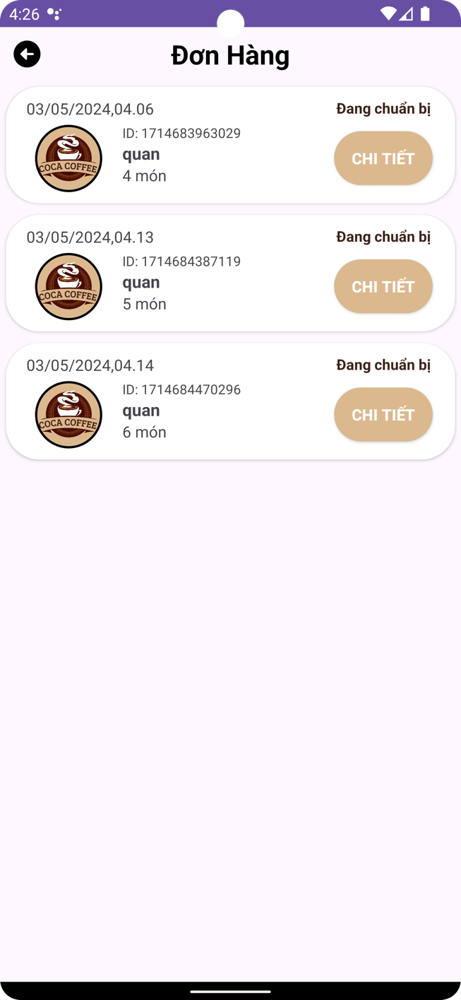 4:26
Đơn Hàng
03/05/2024,04.06
Đang chuẩn bị
ID: 1714683963029
quan
4 món
CHI TIẾT
COCA COFFEE
03/05/2024,04.13
Đang chuẩn bị
ID: 1714684387119
quan
5 món
CHI TIẾT
COCA COFFEE
03/05/2024,04.14
Đang chuẩn bị
ID: 1714684470296
quan
6 món
CHI TIẾT
COCA COFFEE